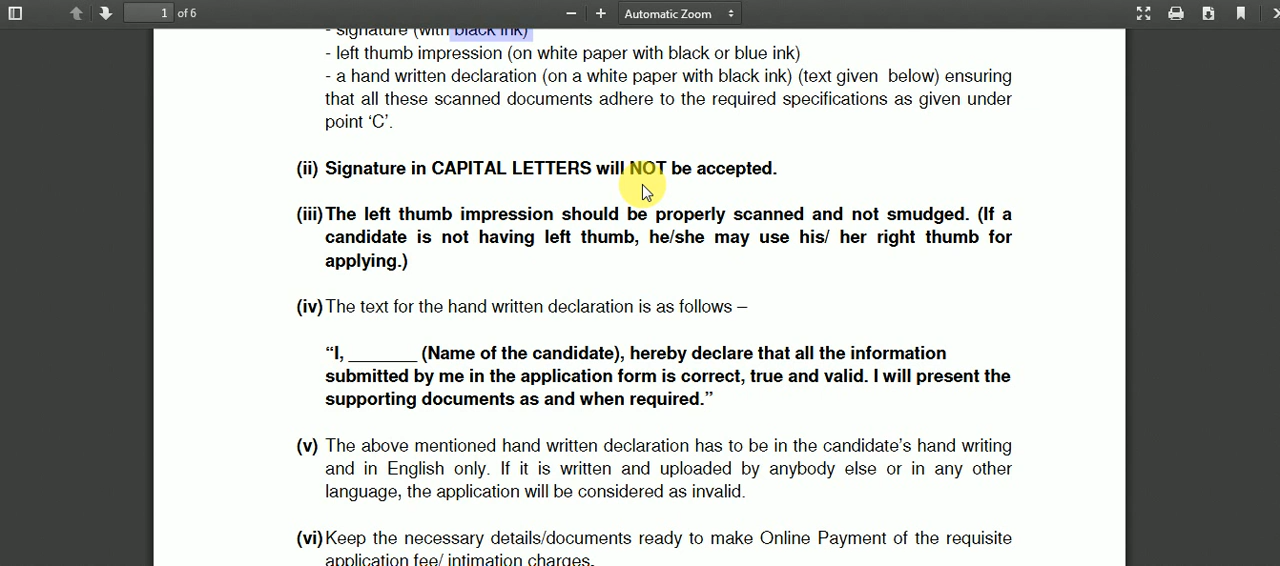 1 of 6 Automatic Zoom
- signature (with black ink)
- left thumb impression (on white paper with black or blue ink)
- a hand written declaration (on a white paper with black ink) (text given below) ensuring
that all these scanned documents adhere to the required specifications as given under
point ‘C’.
(ii) Signature in CAPITAL LETTERS will NOT be accepted.
(iii) The left thumb impression should be properly scanned and not smudged. (If a
candidate is not having left thumb, he/she may use his/ her right thumb for
applying.)
(iv) The text for the hand written declaration is as follows –
“I, _______ (Name of the candidate), hereby declare that all the information
submitted by me in the application form is correct, true and valid. I will present the
supporting documents as and when required.”
(v) The above mentioned hand written declaration has to be in the candidate’s hand writing
and in English only. If it is written and uploaded by anybody else or in any other
language, the application will be considered as invalid.
(vi) Keep the necessary details/documents ready to make Online Payment of the requisite
application fee/ intimation charges.